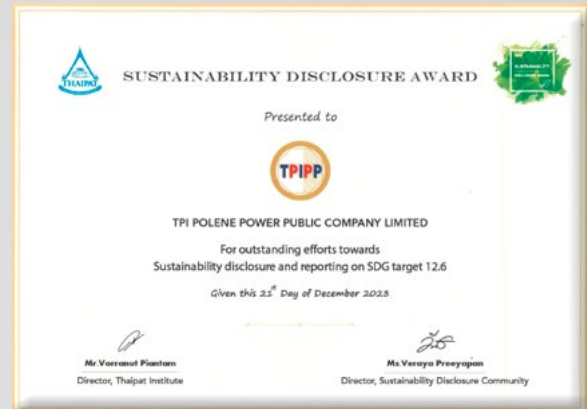 THAIPAT
SUSTAINABILITY DISCLOSURE AWARD
Presented to
TPIPP
TPI POLENE POWER PUBLIC COMPANY LIMITED
For outstanding efforts towards
Sustainability disclosure and reporting on SDG target 12.6
Given this 21st Day of December 2023
Mr.Vorranut Piantam
Director, Thaipat Institute
Ms.Veraya Preeyapan
Director, Sustainability Disclosure Community